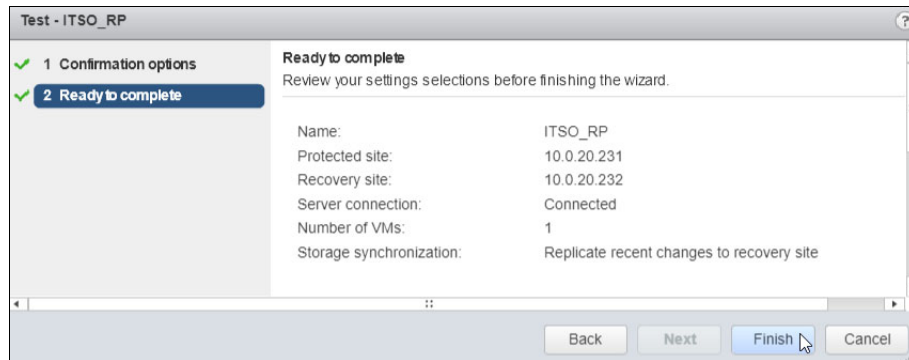 Test - ITSO_RP
?
1 Confirmation options
2 Ready to complete
Ready to complete
Review your settings selections before finishing the wizard.
Name: ITSO_RP
Protected site: 10.0.20.231
Recovery site: 10.0.20.232
Server connection: Connected
Number of VMs: 1
Storage synchronization: Replicate recent changes to recovery site
Back Next Finish Cancel